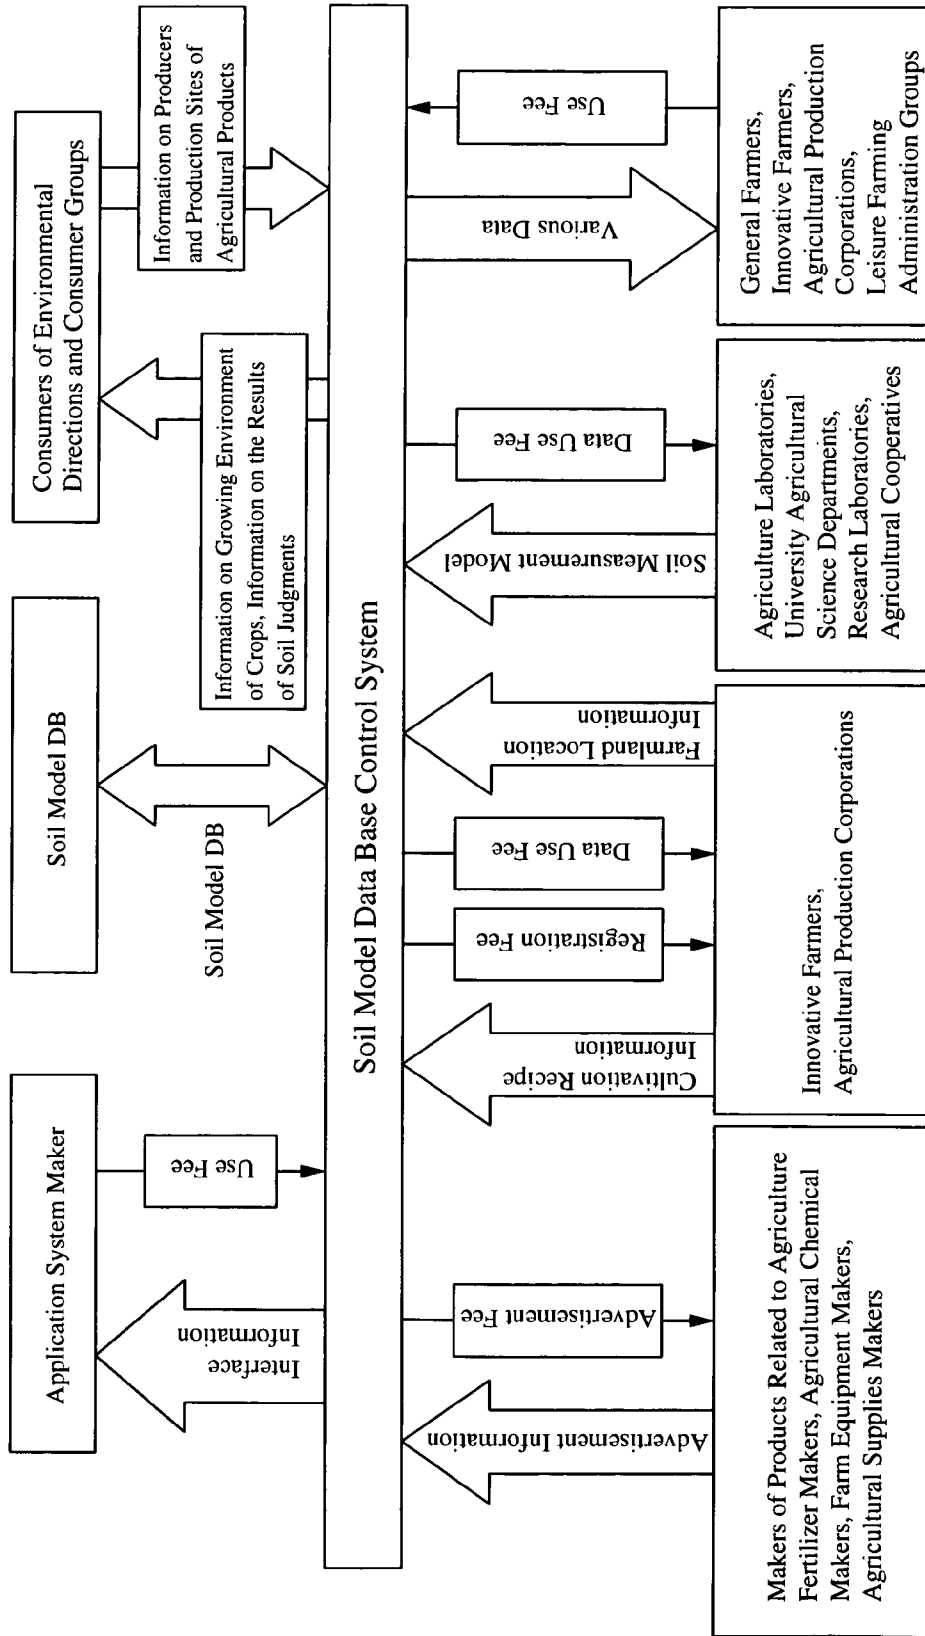 Application System Maker
Soil Model DB
Consumers of Environmental
Directions and Consumer Groups
Interface
Information
Use Fee
Soil Model DB
Information on Growing Environment
of Crops, Information on the Results
of Soil Judgments
Information on Producers
and Production Sites of
Agricultural Products
Soil Model Data Base Control System
Advertisement Information
Advertisement Fee
Cultivation Recipe
Information
Registration Fee
Data Use Fee
Farmland Location
Information
Soil Measurement Model
Data Use Fee
Various Data
Use Fee
Makers of Products Related to Agriculture
Fertilizer Makers, Agricultural Chemical
Makers, Farm Equipment Makers,
Agricultural Supplies Makers
Innovative Farmers,
Agricultural Production Corporations
Agriculture Laboratories,
University Agricultural
Science Departments,
Research Laboratories,
Agricultural Cooperatives
General Farmers,
Innovative Farmers,
Agricultural Production
Corporations,
Leisure Farming
Administration Groups